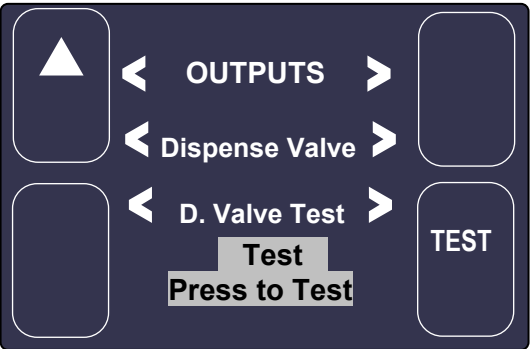 < OUTPUTS >
< Dispense Valve >
< D. Valve Test >
TEST
Test
Press to Test